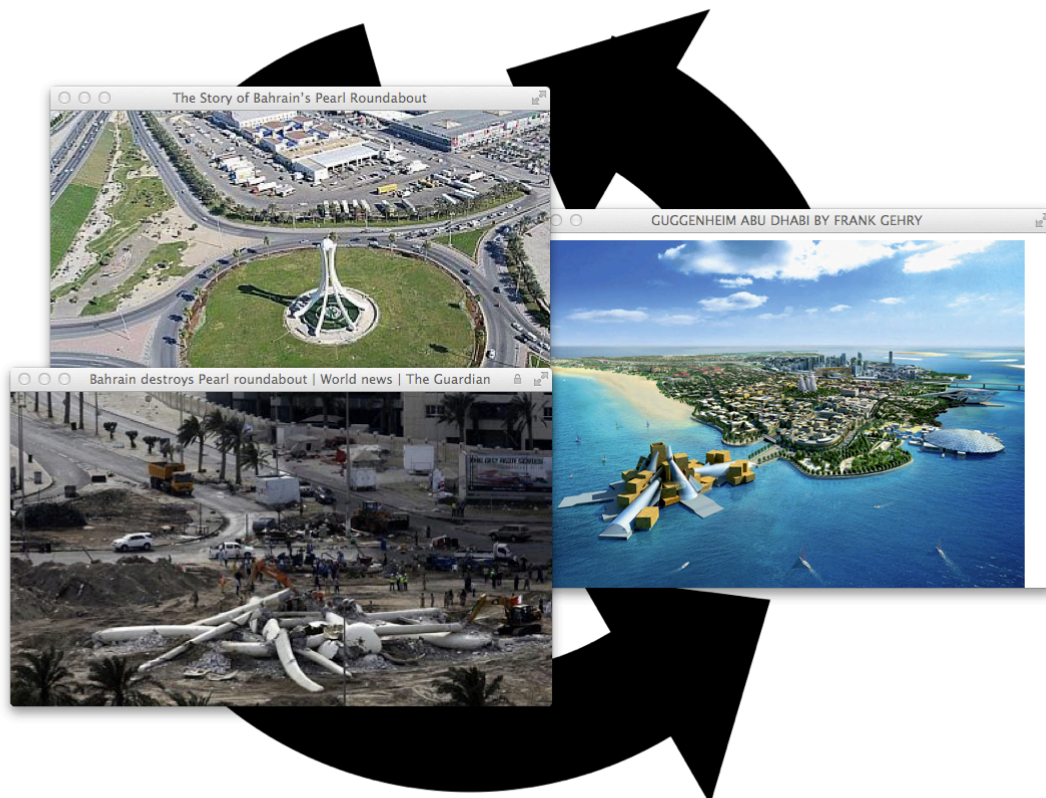 The Story of Bahrain's Pearl Roundabout
GUGGENHEIM ABU DHABI BY FRANK GEHRY
Bahrain destroys Pearl roundabout | World news | The Guardian